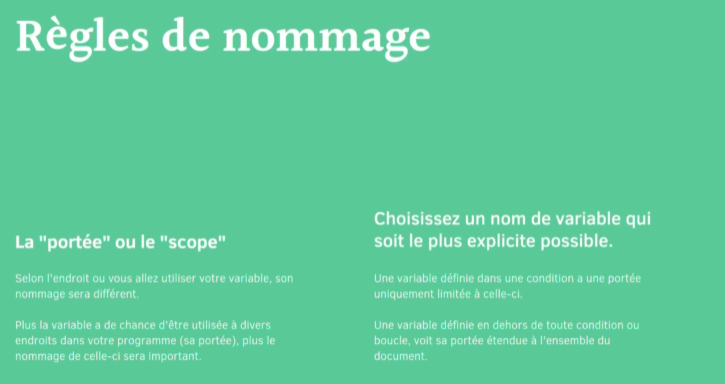 Règles de nommage
La "portée" ou le "scope"
Selon l'endroit ou vous allez utiliser votre variable, son
nommage sera différent.
Plus la variable a de chance d'être utilisée à divers
endroits dans votre programme (sa portée), plus le
nommage de celle-ci sera important.
Choisissez un nom de variable qui
soit le plus explicite possible.
Une variable définie dans une condition a une portée
uniquement limitée à celle-ci.
Une variable définie en dehors de toute condition ou
boucle, voit sa portée étendue à l'ensemble du
document.